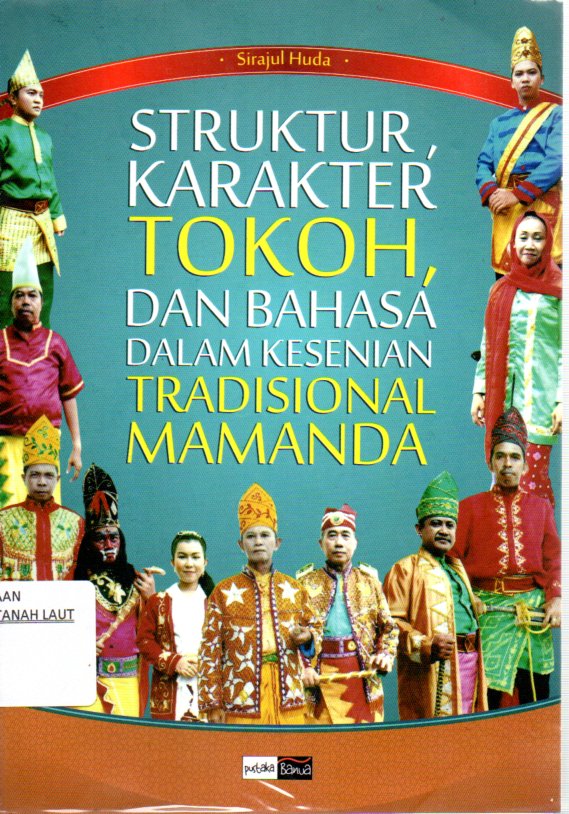 · Sirajul Huda ·
STRUKTUR,
KARAKTER
TOKOH,
DAN BAHASA
DALAM KESENIAN
TRADISIONAL
MAMANDA
AAN
TANAH LAUT
pustaka Banua